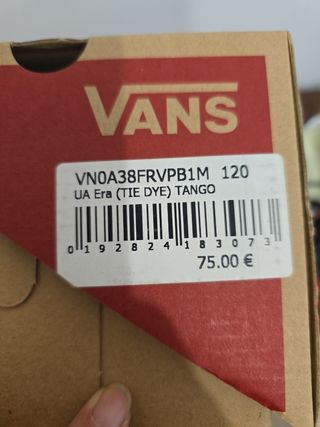 VANS
VN0A38FRVPB1M 120
UA Era (TIE DYE) TANGO
0 192824 183073
75.00 €